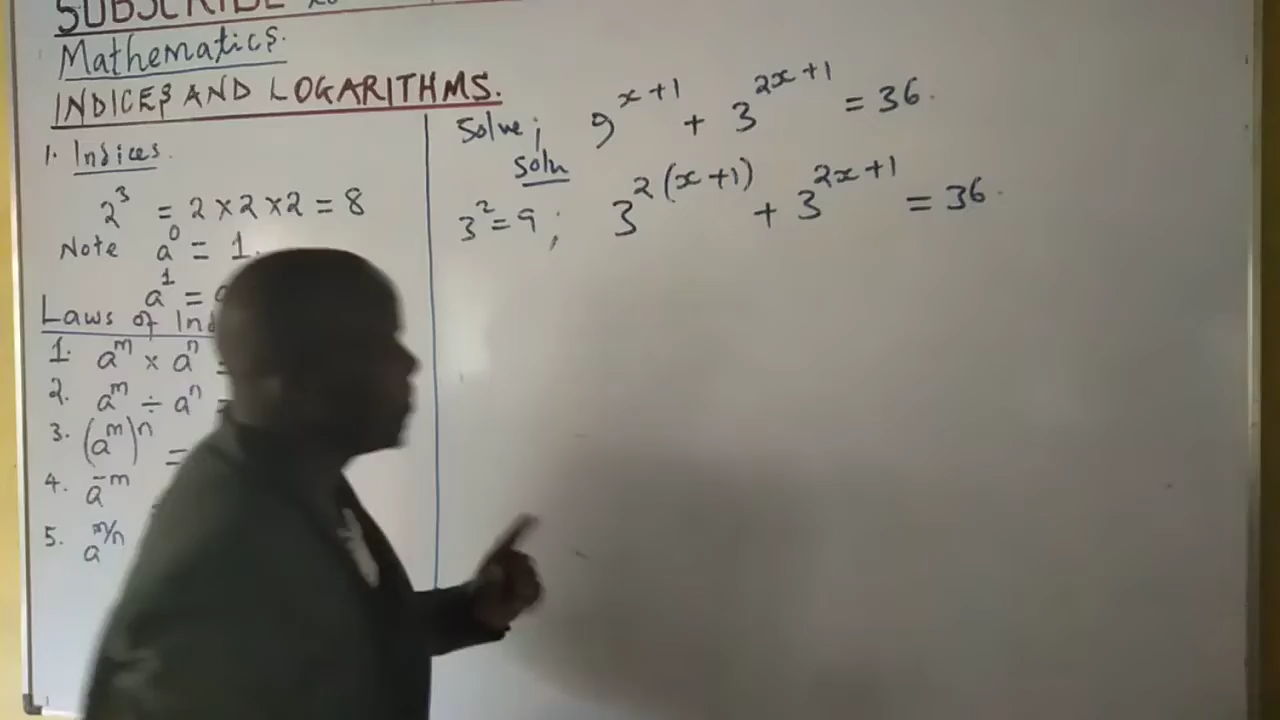 SUBSCRIBE
Mathematics.
INDICES AND LOGARITHMS.
1. Indices.
2³ = 2 × 2 × 2 = 8
Note a⁰ = 1.
a¹ =
Laws of
1. aᵐ × aⁿ =
2. aᵐ ÷ aⁿ =
3. (aᵐ)ⁿ =
4. a⁻ᵐ
5. a^m/n
Solve; 9^x+1 + 3^2x+1 = 36.
Soln
3² = 9; 3^2(x+1) + 3^2x+1 = 36.